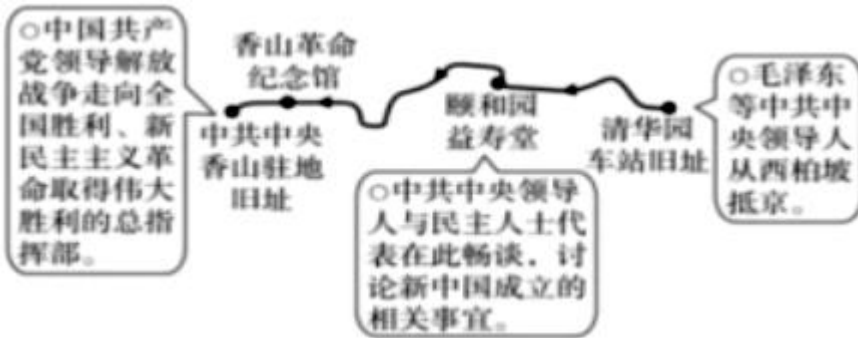 ○中国共产
党领导解放
战争走向全
国胜利、新
民主主义革
命取得伟大
胜利的总指
挥部。
香山革命
纪念馆
中共中央
香山驻地
旧址
颐和园
益寿堂
○中共中央领导
人与民主人士代
表在此畅谈，讨
论新中国成立的
相关事宜。
清华园
车站旧址
○毛泽东
等中共中
央领导人
从西柏坡
抵京。